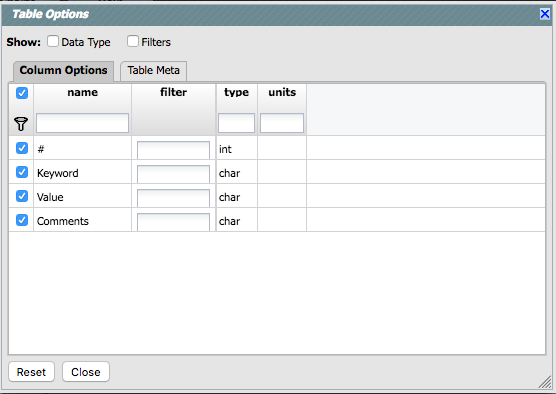 Table Options
Show: Data Type Filters
Column Options Table Meta
name filter type units
# int
Keyword char
Value char
Comments char
Reset Close